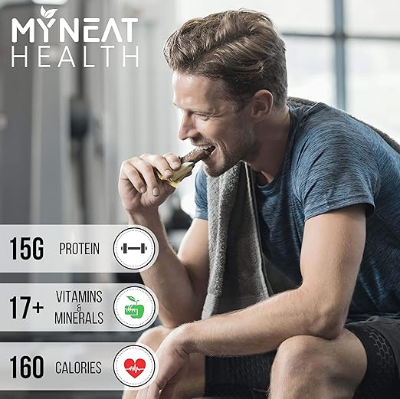 MYNEAT
HEALTH
15G PROTEIN
17+ VITAMINS
& MINERALS
160 CALORIES